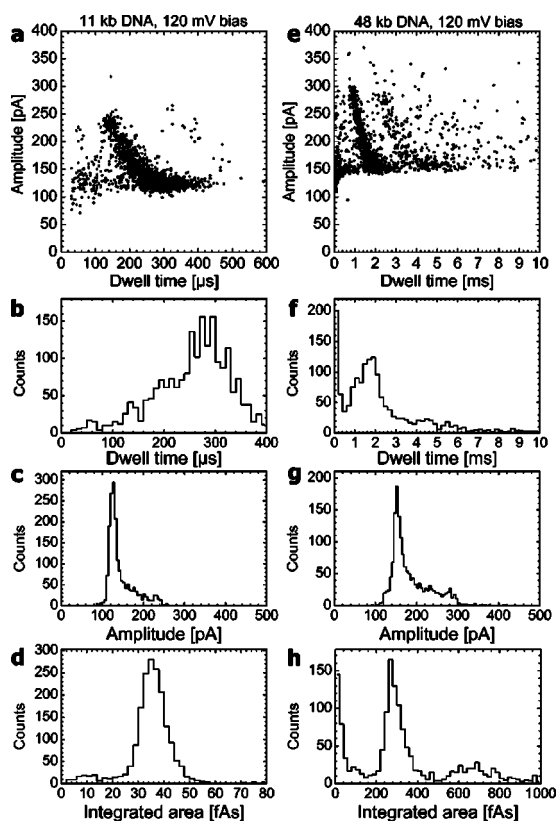 11 kb DNA, 120 mV bias
48 kb DNA, 120 mV bias
a
400
350
300
250
200
150
100
50
0
Amplitude [pA]
0 100 200 300 400 500 600
Dwell time [µs]
e
400
350
300
250
200
150
100
50
0
Amplitude [pA]
0 1 2 3 4 5 6 7 8 9 10
Dwell time [ms]
b
150
100
50
0
Counts
0 100 200 300 400
Dwell time [µs]
f
200
150
100
50
0
Counts
0 1 2 3 4 5 6 7 8 9 10
Dwell time [ms]
c
300
250
200
150
100
50
0
Counts
0 100 200 300 400 500
Amplitude [pA]
g
200
150
100
50
0
Counts
0 100 200 300 400 500
Amplitude [pA]
d
300
250
200
150
100
50
0
Counts
0 10 20 30 40 50 60 70 80
Integrated area [fAs]
h
200
150
100
50
0
Counts
0 200 400 600 800 1000
Integrated area [fAs]